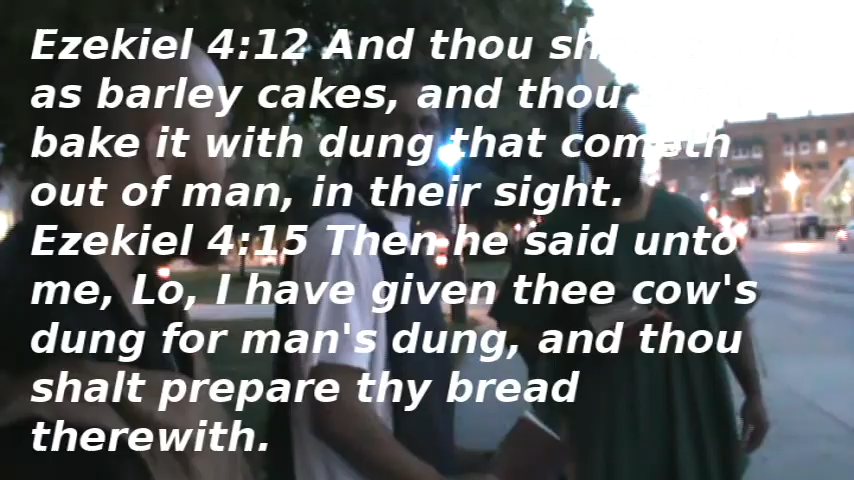 Ezekiel 4:12 And thou sh
as barley cakes, and thou
bake it with dung that cometh
out of man, in their sight.
Ezekiel 4:15 Then he said unto
me, Lo, I have given thee cow's
dung for man's dung, and thou
shalt prepare thy bread
therewith.